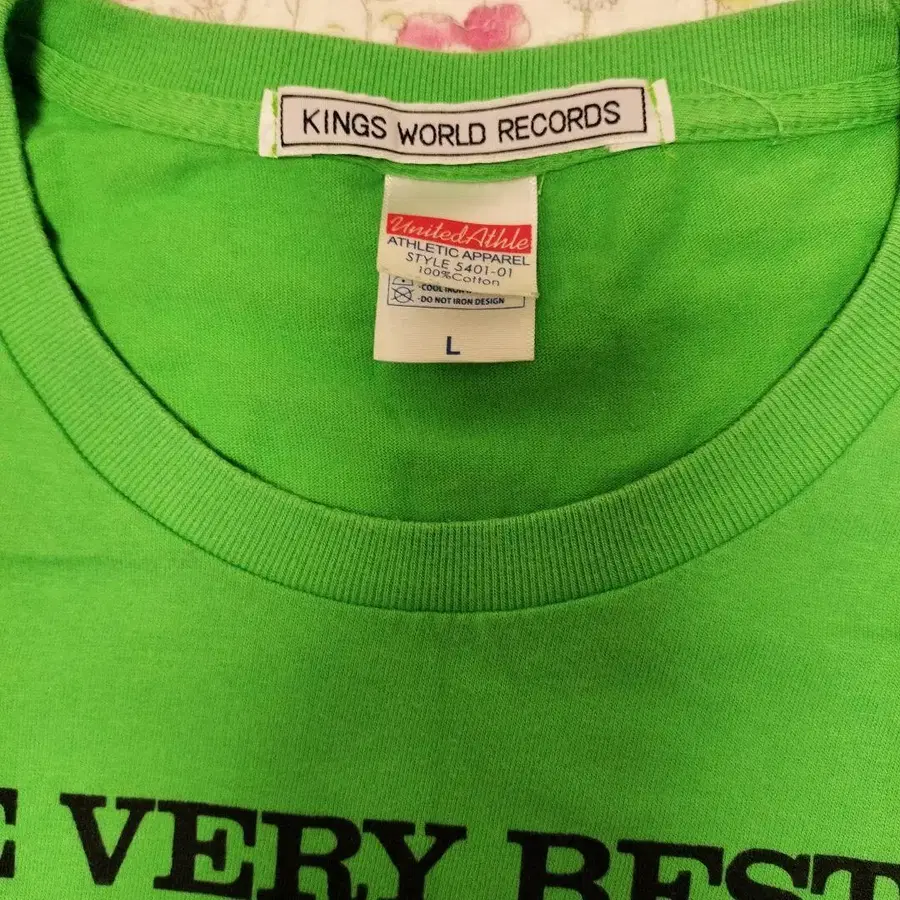 KINGS WORLD RECORDS
United Athle
ATHLETIC APPAREL
STYLE 5401-01
100%Cotton
-DO NOT IRON DESIGN
L
E VERY BEST